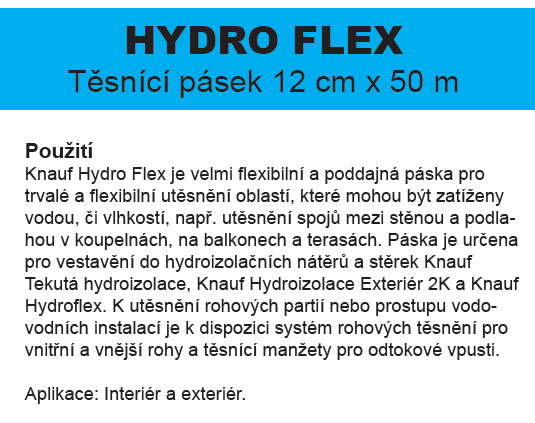 HYDRO FLEX
Těsnící pásek 12 cm x 50 m
Použití
Knauf Hydro Flex je velmi flexibilní a poddajná páska pro
trvalé a flexibilní utěsnění oblastí, které mohou být zatíženy
vodou, či vlhkostí, např. utěsnění spojů mezi stěnou a podla-
hou v koupelnách, na balkonech a terasách. Páska je určena
pro vestavění do hydroizolačních nátěrů a stěrek Knauf
Tekutá hydroizolace, Knauf Hydroizolace Exteriér 2K a Knauf
Hydroflex. K utěsnění rohových partií nebo prostupu vodo-
vodních instalací je k dispozici systém rohových těsnění pro
vnitřní a vnější rohy a těsnící manžety pro odtokové vpusti.
Aplikace: Interiér a exteriér.